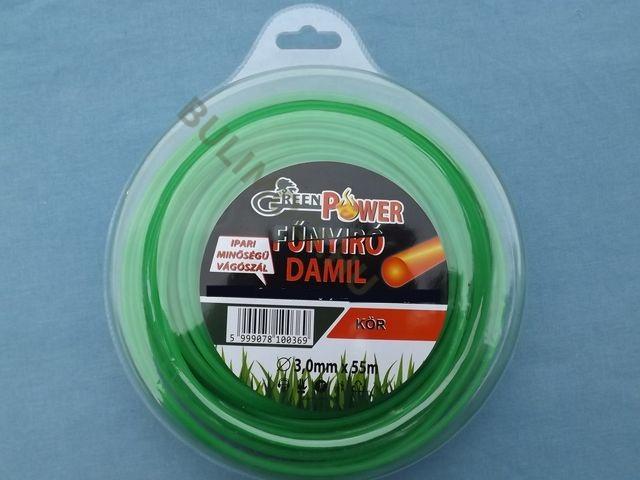 GREEN POWER
FŰNYÍRÓ
DAMIL
IPARI
MINŐSÉGŰ
VÁGÓSZÁL
KÖR
5 999078 100369
Ø 3,0mm x 55m